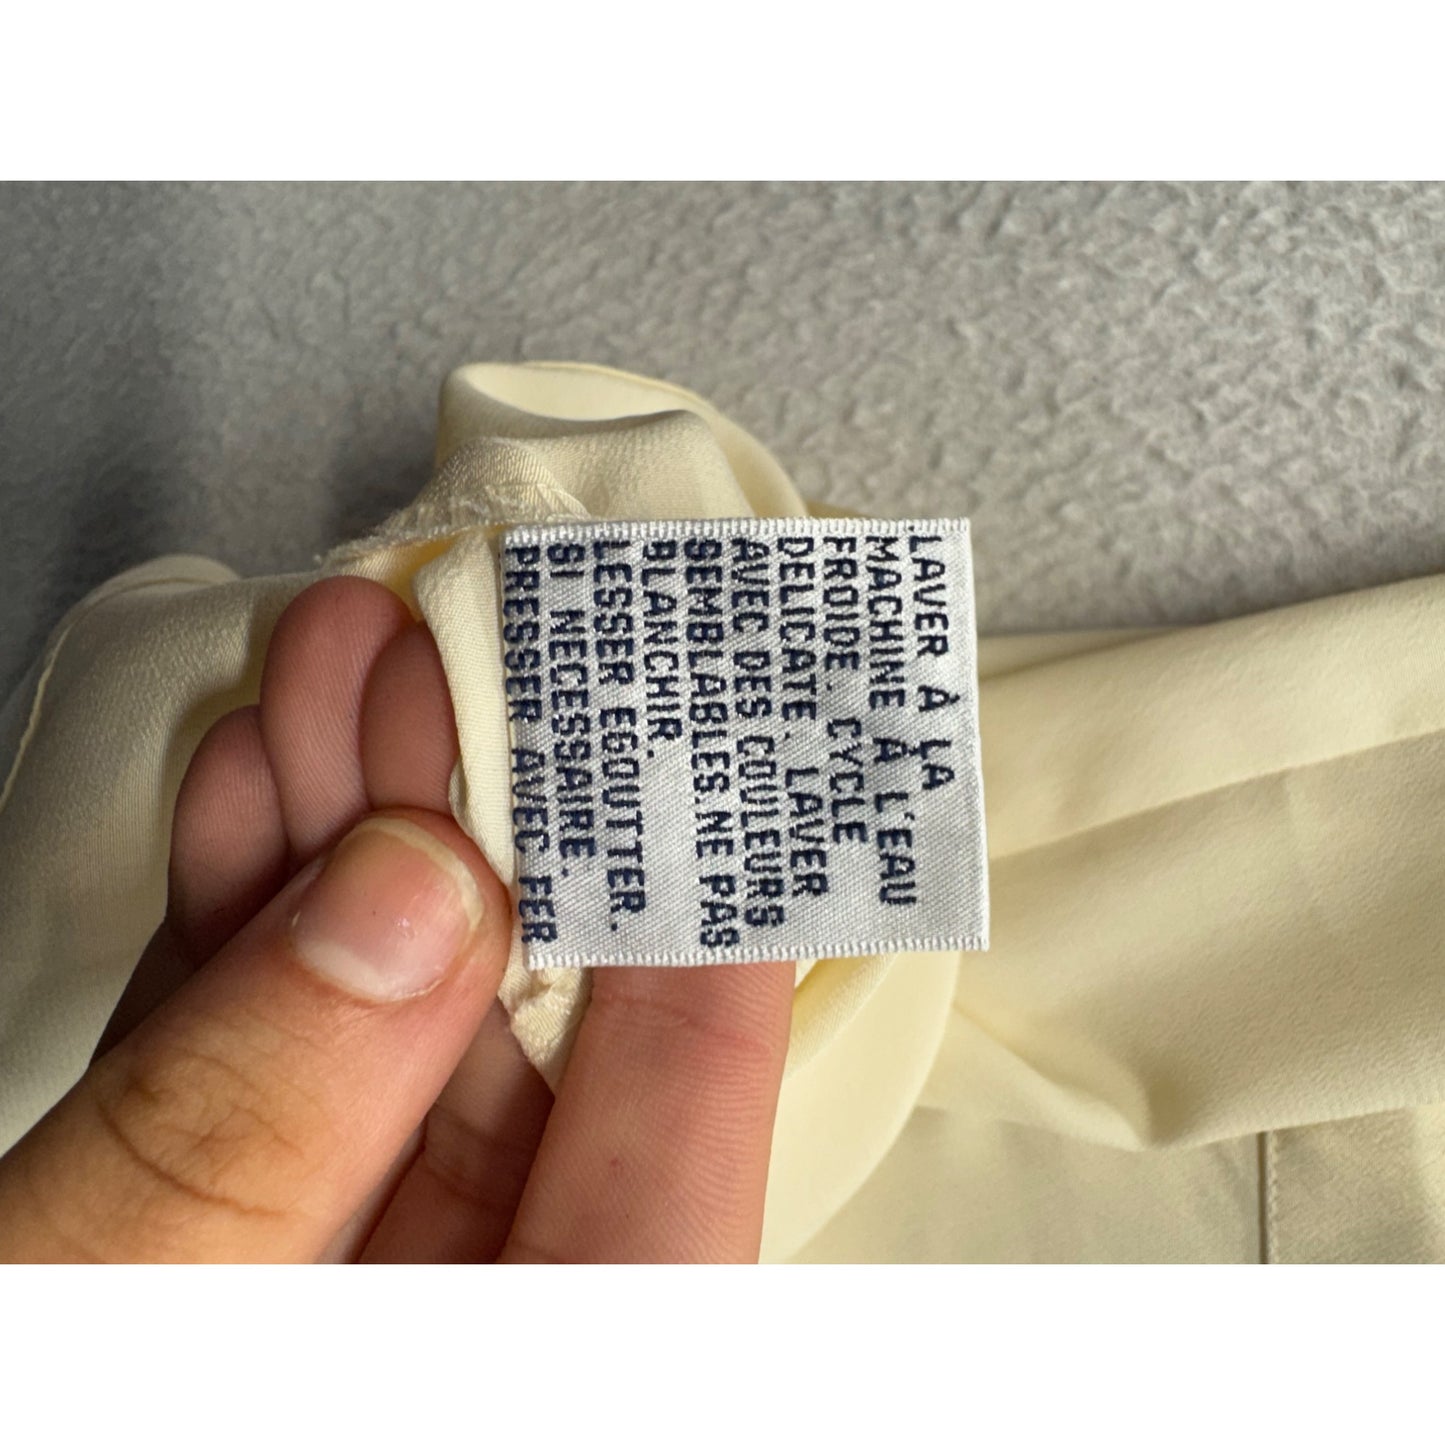 .LAVER À LA
MACHINE À L'EAU
FROIDE. CYCLE
DELICATE. LAVER
AVEC DES COULEURS
SEMBLABLES.NE PAS
BLANCHIR.
LESSER EGOUTTER.
SI NECESSAIRE.
PRESSER AVEC FER